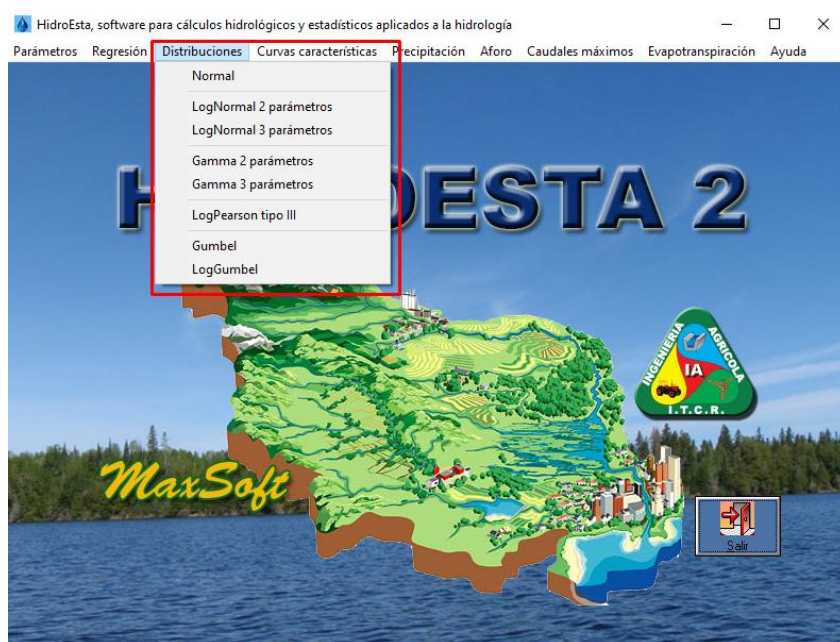 HidroEsta, software para cálculos hidrológicos y estadísticos aplicados a la hidrología
Parámetros Regresión Distribuciones Curvas características Precipitación Aforo Caudales máximos Evapotranspiración Ayuda
Normal
LogNormal 2 parámetros
LogNormal 3 parámetros
Gamma 2 parámetros
Gamma 3 parámetros
LogPearson tipo III
Gumbel
LogGumbel
H OESTA 2
INGENIERIA AGRICOLA
IA
I.T.C.R.
MaxSoft
Salir